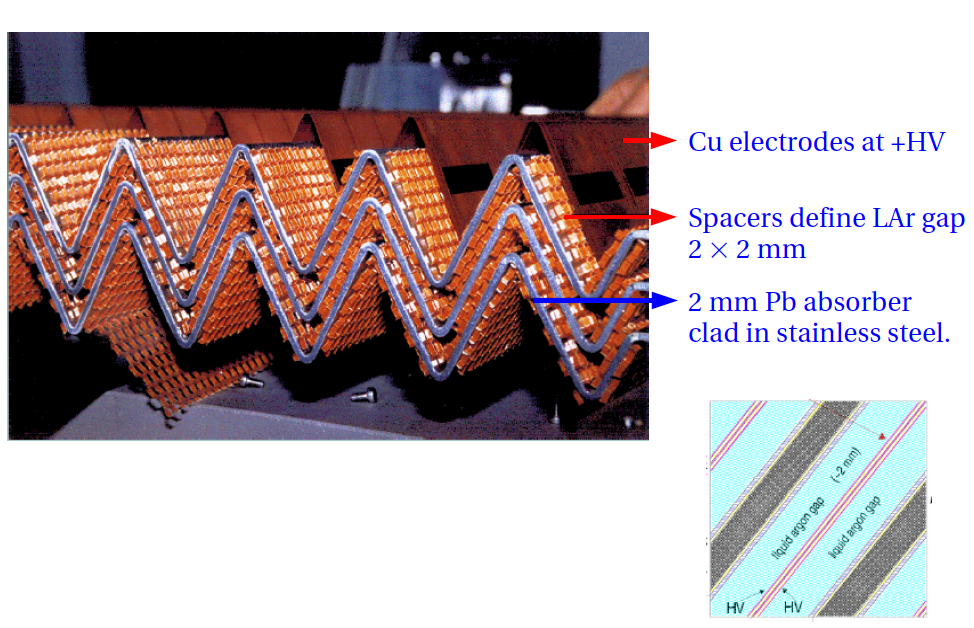 Cu electrodes at +HV
Spacers define LAr gap
2 × 2 mm
2 mm Pb absorber
clad in stainless steel.
(~2 mm)
liquid argon gap
liquid argon gap
HV
HV